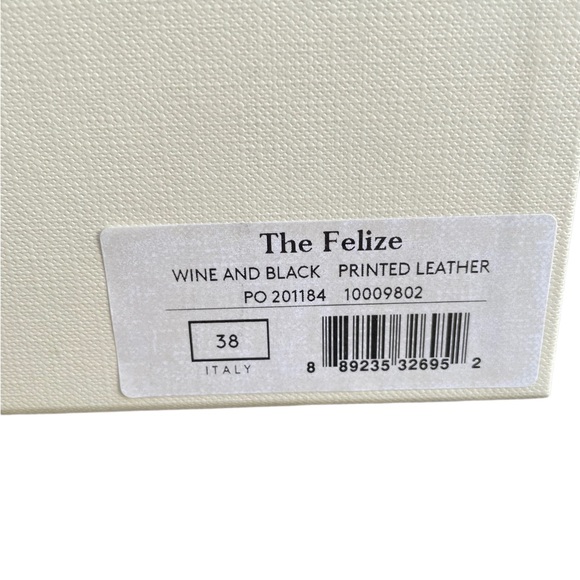 The Felize
WINE AND BLACK PRINTED LEATHER
PO 201184 10009802
38
ITALY
8 89235 32695 2